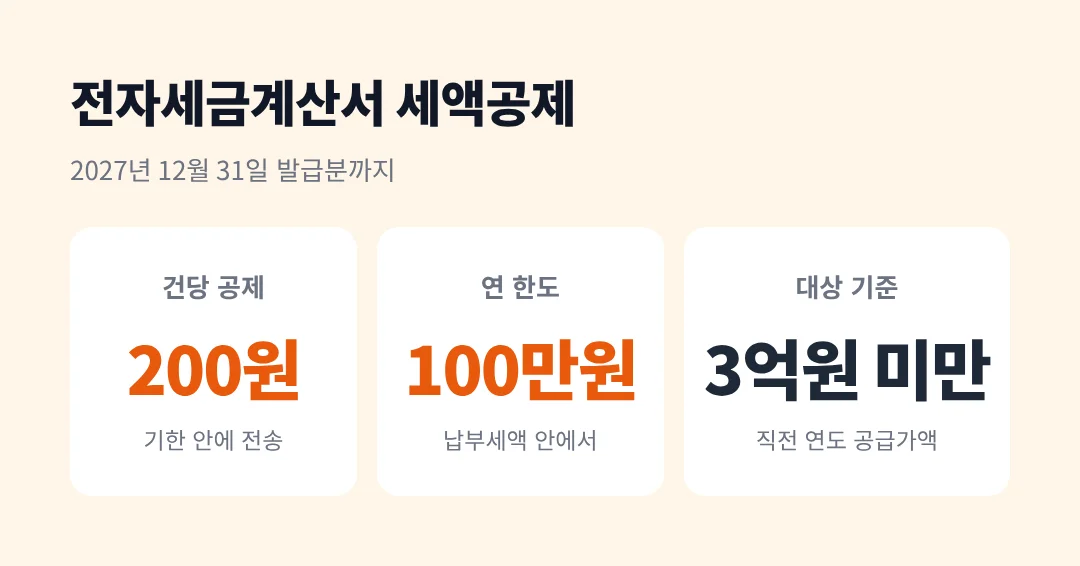 전자세금계산서 세액공제
2027년 12월 31일 발급분까지
건당 공제
200원
기한 안에 전송
연 한도
100만원
납부세액 안에서
대상 기준
3억원 미만
직전 연도 공급가액